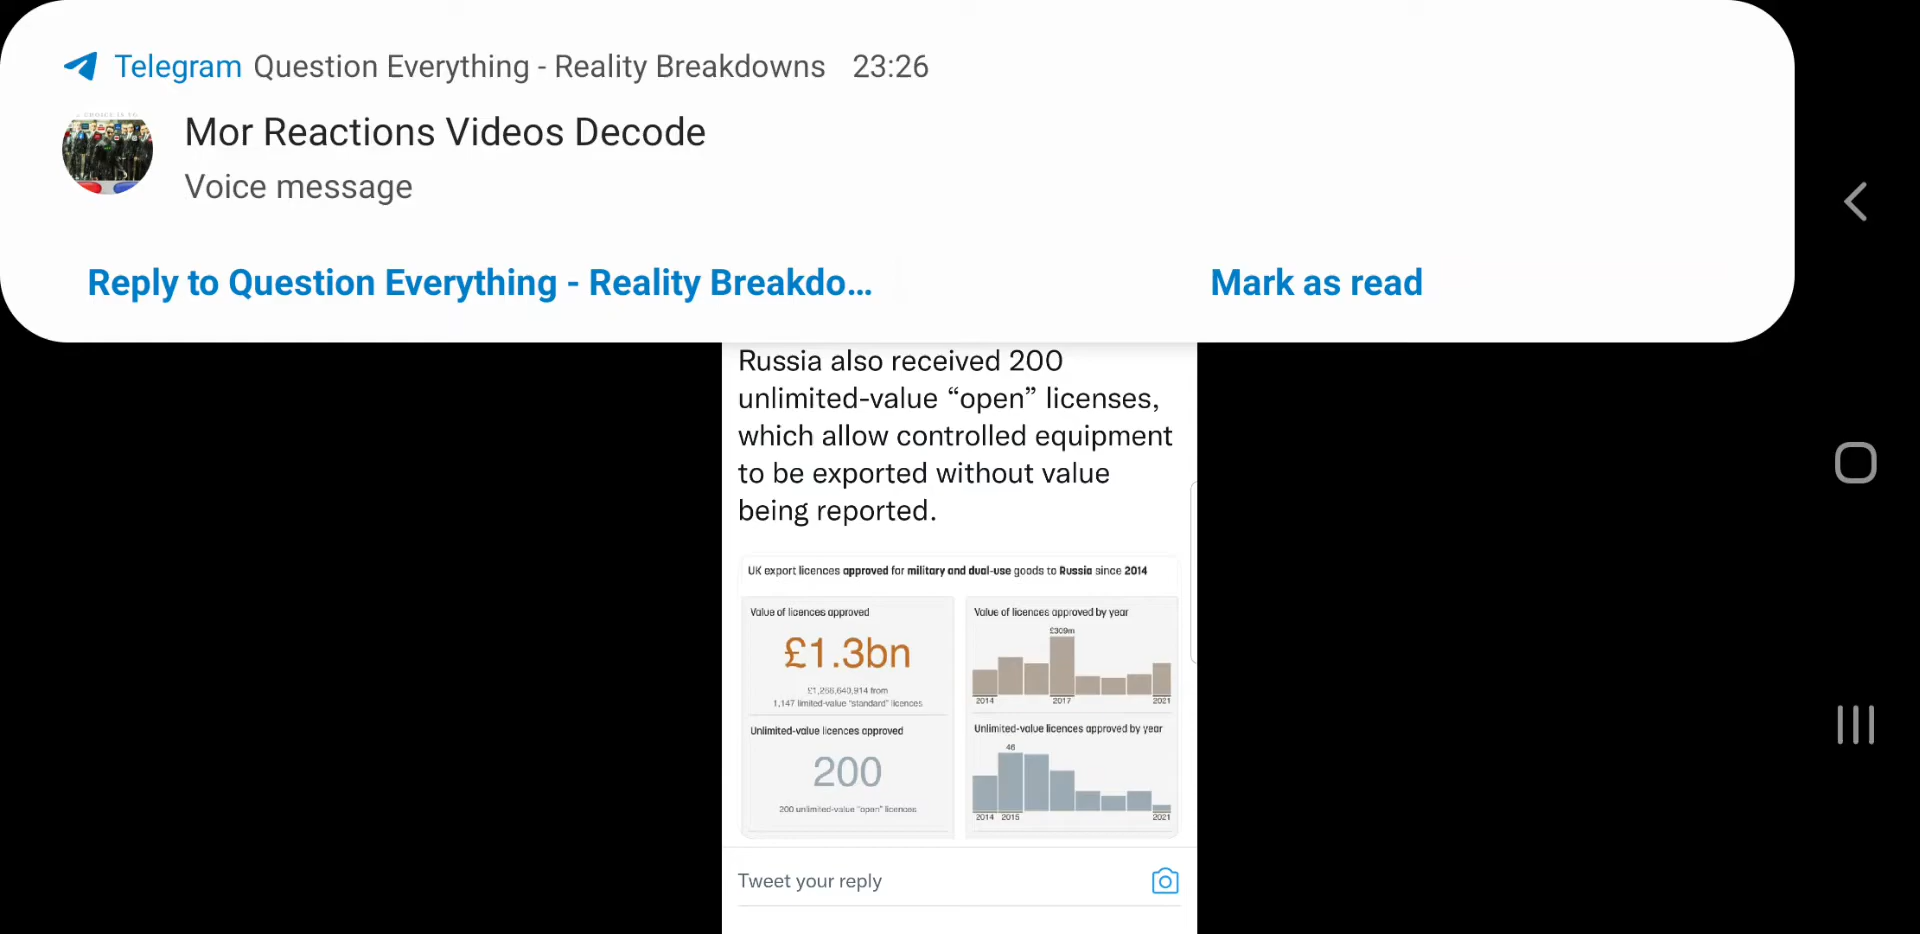 Telegram Question Everything - Reality Breakdowns 23:26
Mor Reactions Videos Decode
Voice message
Reply to Question Everything - Reality Breakdo...
Mark as read
Russia also received 200
unlimited-value “open” licenses,
which allow controlled equipment
to be exported without value
being reported.
UK export licences approved for military and dual-use goods to Russia since 2014
Value of licences approved
£1.3bn
£1,266,640,914 from
1,147 limited-value "standard" licences
Unlimited-value licences approved
200
200 unlimited-value "open" licences
Value of licences approved by year
£309m
2014 2017 2021
Unlimited-value licences approved by year
46
2014 2015 2021
Tweet your reply